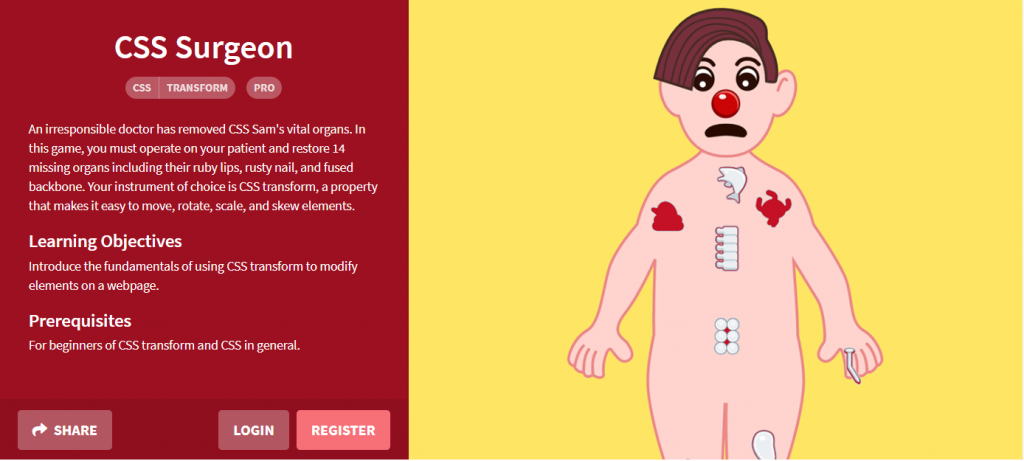 CSS Surgeon
CSS TRANSFORM PRO
An irresponsible doctor has removed CSS Sam's vital organs. In
this game, you must operate on your patient and restore 14
missing organs including their ruby lips, rusty nail, and fused
backbone. Your instrument of choice is CSS transform, a property
that makes it easy to move, rotate, scale, and skew elements.
Learning Objectives
Introduce the fundamentals of using CSS transform to modify
elements on a webpage.
Prerequisites
For beginners of CSS transform and CSS in general.
SHARE LOGIN REGISTER